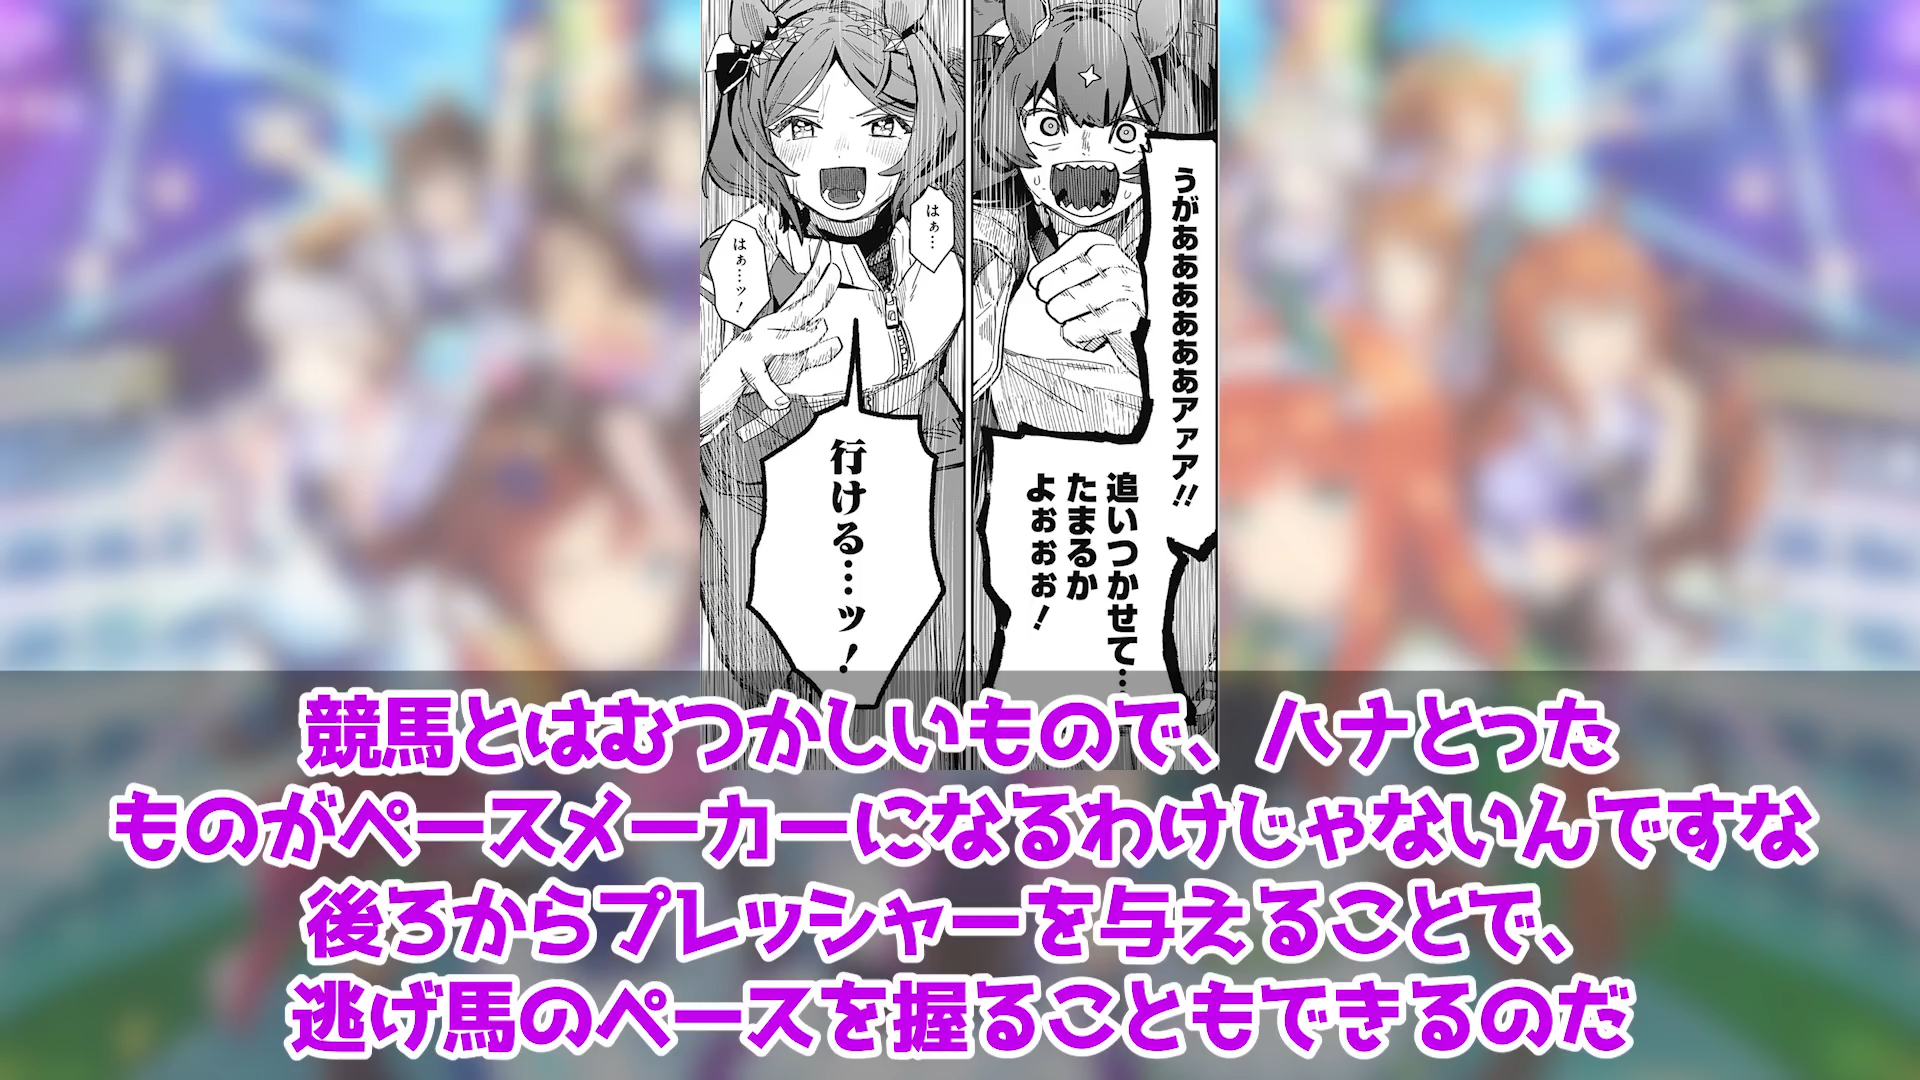 うがああああああアァア!!
追いつかせて…
たまるか
よぉぉぉ!
はぁ…
はぁ…ッ!
行ける…ッ!
競馬とはむつかしいもので、ハナとった
ものがペースメーカーになるわけじゃないんですな
後ろからプレッシャーを与えることで、
逃げ馬のペースを握ることもできるのだ